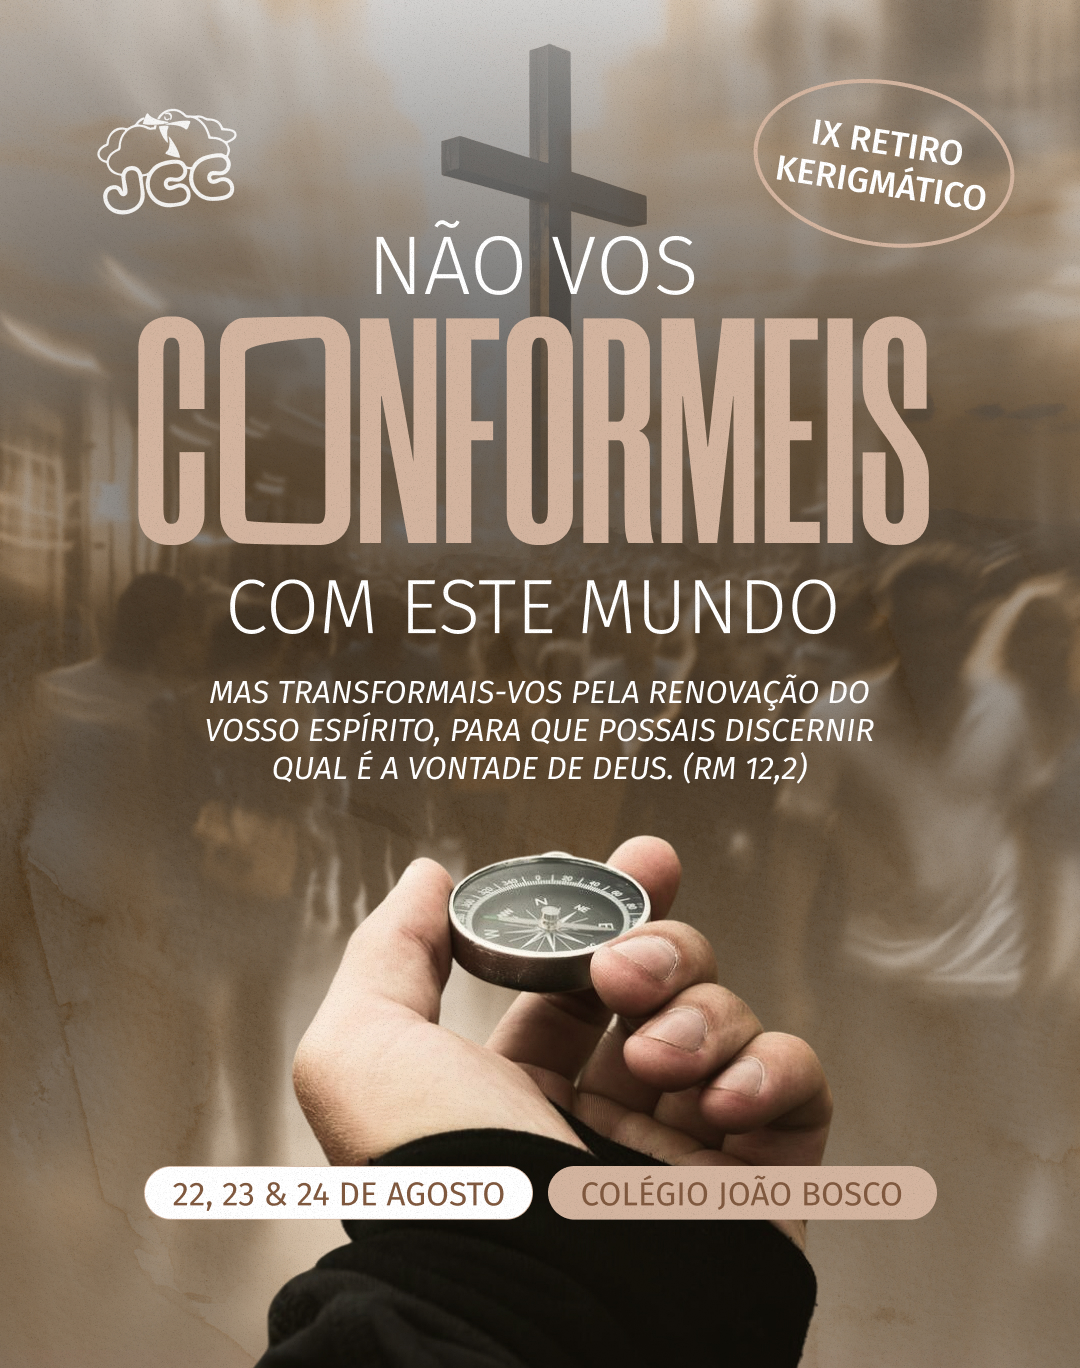 JCC
IX RETIRO
KERIGMÁTICO
NÃO VOS
CONFORMEIS
COM ESTE MUNDO
MAS TRANSFORMAIS-VOS PELA RENOVAÇÃO DO
VOSSO ESPÍRITO, PARA QUE POSSAIS DISCERNIR
QUAL É A VONTADE DE DEUS. (RM 12,2)
N
NE
E
W
22, 23 & 24 DE AGOSTO
COLÉGIO JOÃO BOSCO